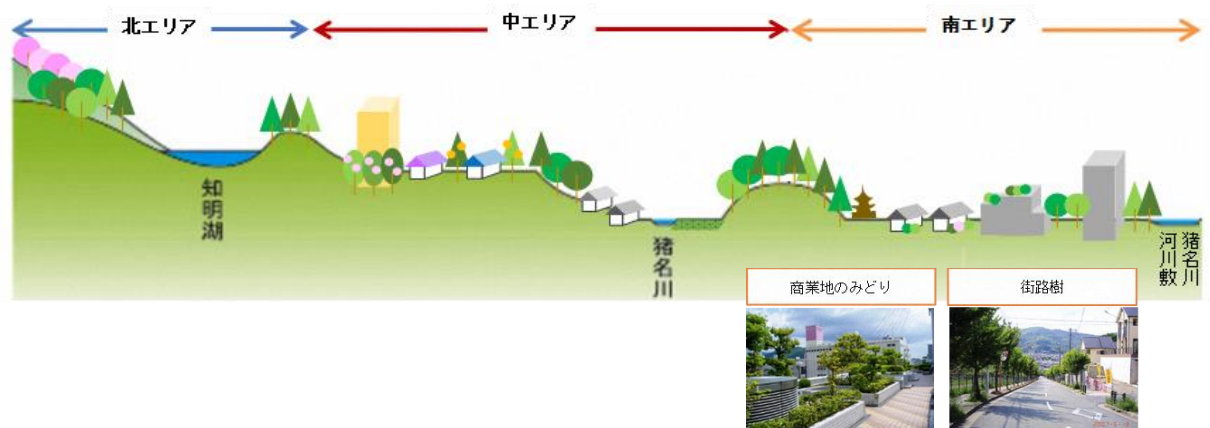 北エリア
中エリア
南エリア
知明湖
猪名川
猪名川
河川敷
商業地のみどり
街路樹